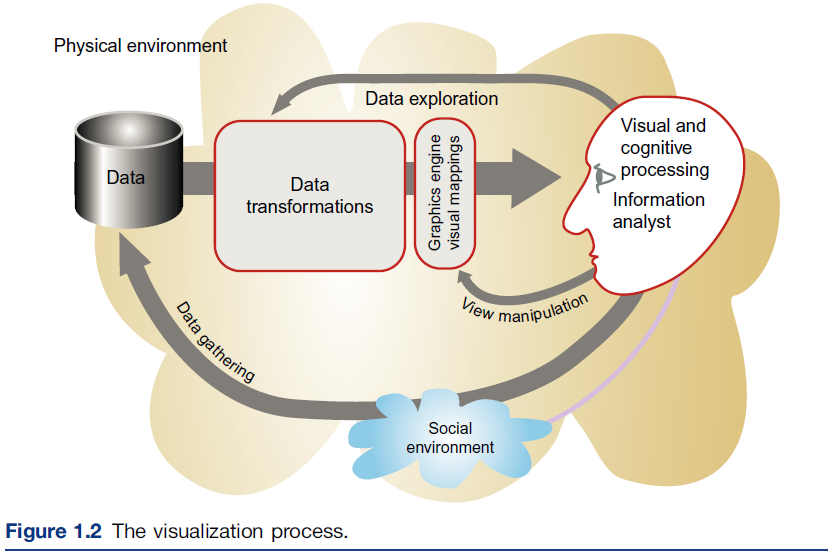 Physical environment
Data exploration
Data
Data
transformations
Graphics engine
visual mappings
Visual and
cognitive
processing
Information
analyst
View manipulation
Data gathering
Social
environment
Figure 1.2 The visualization process.